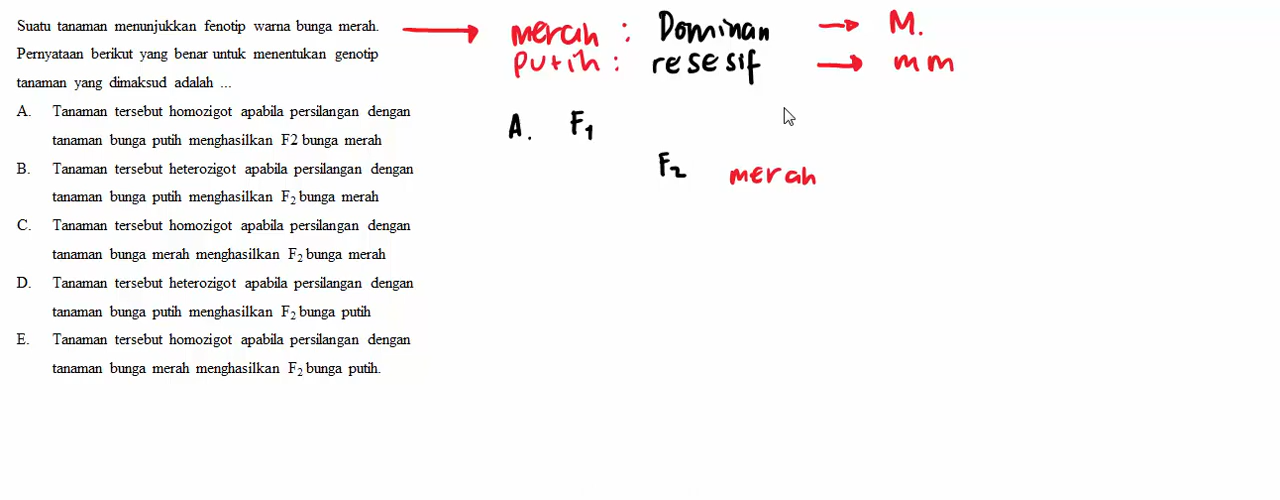 Suatu tanaman menunjukkan fenotip warna bunga merah.
Pernyataan berikut yang benar untuk menentukan genotip
tanaman yang dimaksud adalah ...
A. Tanaman tersebut homozigot apabila persilangan dengan
tanaman bunga putih menghasilkan F2 bunga merah
B. Tanaman tersebut heterozigot apabila persilangan dengan
tanaman bunga putih menghasilkan F₂ bunga merah
C. Tanaman tersebut homozigot apabila persilangan dengan
tanaman bunga merah menghasilkan F₂ bunga merah
D. Tanaman tersebut heterozigot apabila persilangan dengan
tanaman bunga putih menghasilkan F₂ bunga putih
E. Tanaman tersebut homozigot apabila persilangan dengan
tanaman bunga merah menghasilkan F₂ bunga putih.
merah : Dominan → M.
putih : resesif → mm
A. F₁
F₂ merah